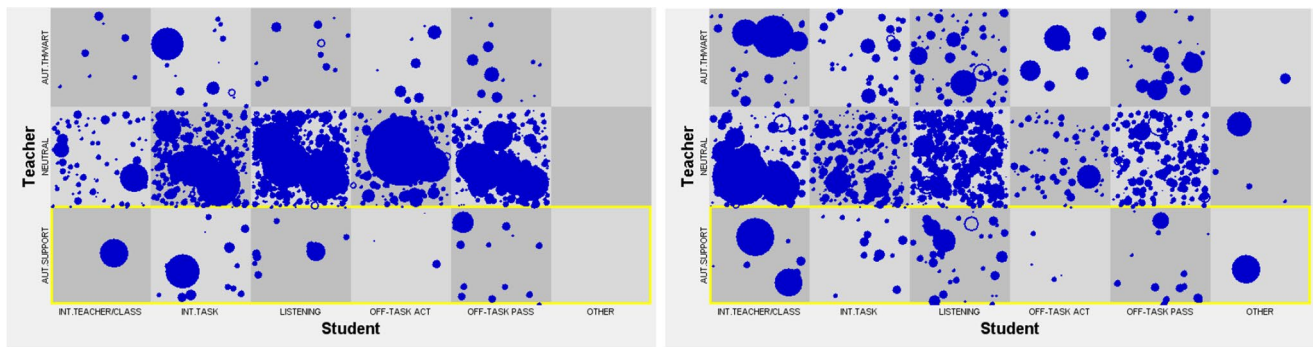 AUT.THWART
NEUTRAL
AUT.SUPPORT
Teacher
INT.TEACHER/CLASS INT.TASK LISTENING OFF-TASK ACT OFF-TASK PASS OTHER
Student
AUT.THWART
NEUTRAL
AUT.SUPPORT
Teacher
INT.TEACHER/CLASS INT.TASK LISTENING OFF-TASK ACT OFF-TASK PASS OTHER
Student